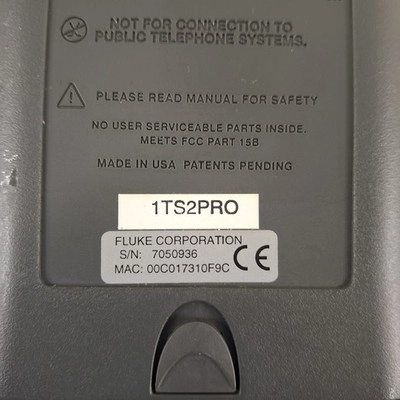 NOT FOR CONNECTION TO
PUBLIC TELEPHONE SYSTEMS.
PLEASE READ MANUAL FOR SAFETY
NO USER SERVICEABLE PARTS INSIDE.
MEETS FCC PART 15B
MADE IN USA PATENTS PENDING
1TS2PRO
FLUKE CORPORATION
S/N: 7050936
MAC: 00C017310F9C
CE